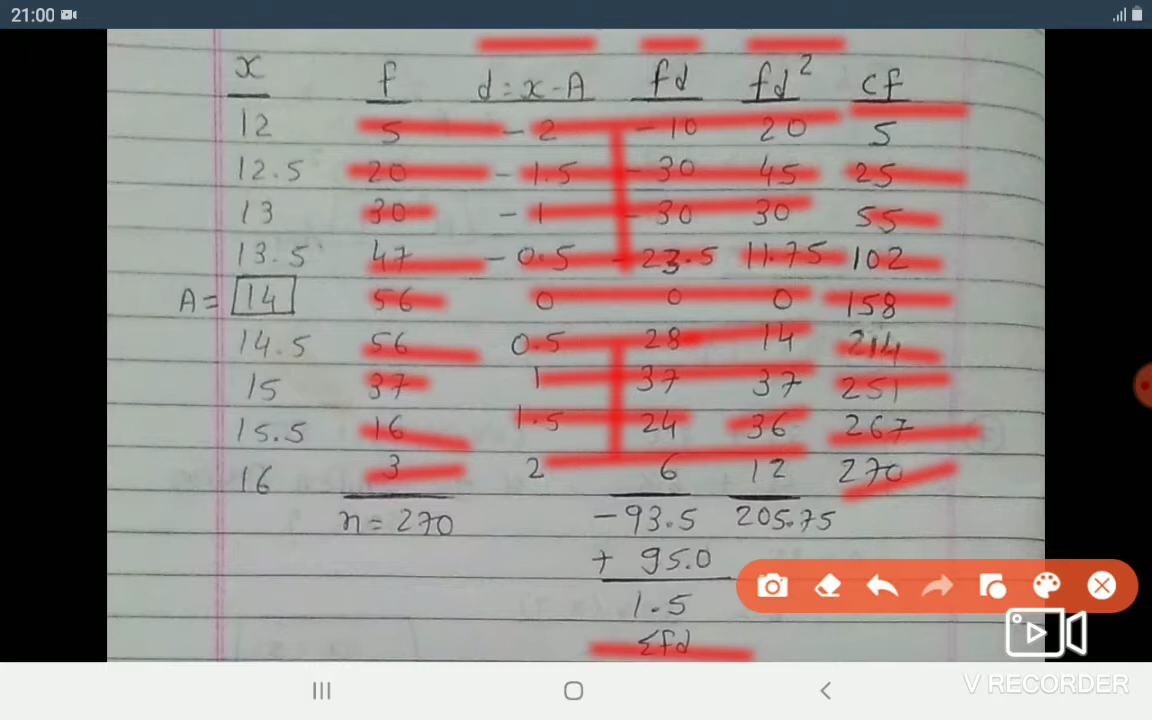 21:00
x f d = x - A fd fd² cf
12 5 - 2 - 10 20 5
12.5 20 - 1.5 - 30 45 25
13 30 - 1 - 30 30 55
13.5 47 - 0.5 - 23.5 11.75 102
A = 14 56 0 0 0 158
14.5 56 0.5 28 14 214
15 37 1 37 37 251
15.5 16 1.5 24 36 267
16 3 2 6 12 270
n = 270 - 93.5 205.75
+ 95.0
1.5
Σfd
V RECORDER